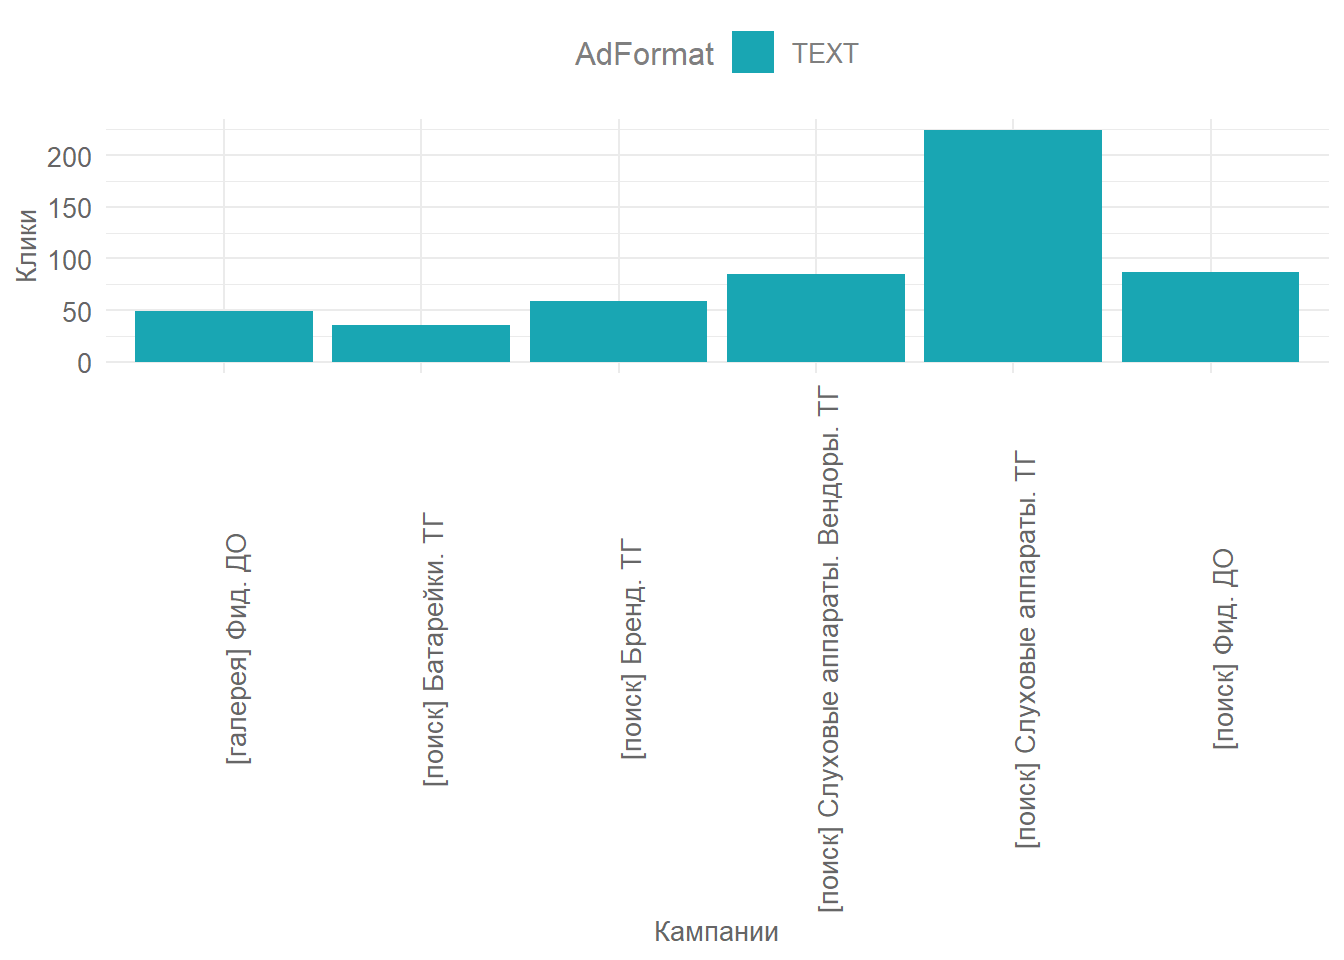 AdFormat TEXT
Клики
200
150
100
50
0
[галерея] Фид. ДО
[поиск] Батарейки. ТГ
[поиск] Бренд. ТГ
[поиск] Слуховые аппараты. Вендоры. ТГ
[поиск] Слуховые аппараты. ТГ
[поиск] Фид. ДО
Кампании